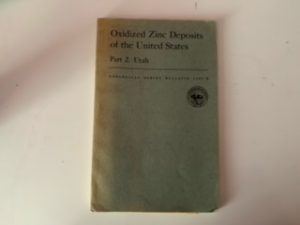 Oxidized Zinc Deposits
of the United States
Part 2. Utah
GEOLOGICAL SURVEY BULLETIN